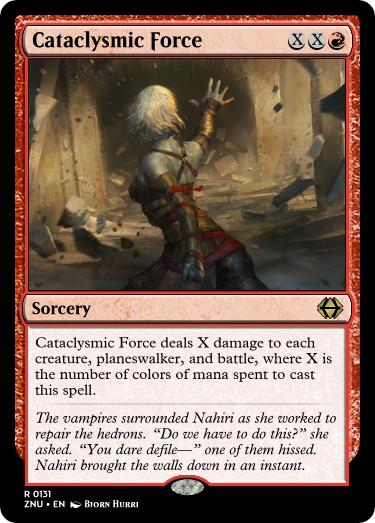 Cataclysmic Force X X
Sorcery
Cataclysmic Force deals X damage to each
creature, planeswalker, and battle, where X is
the number of colors of mana spent to cast
this spell.
The vampires surrounded Nahiri as she worked to
repair the hedrons. “Do we have to do this?” she
asked. “You dare defile—” one of them hissed.
Nahiri brought the walls down in an instant.
R 0131
ZNU • EN Bjorn Hurri